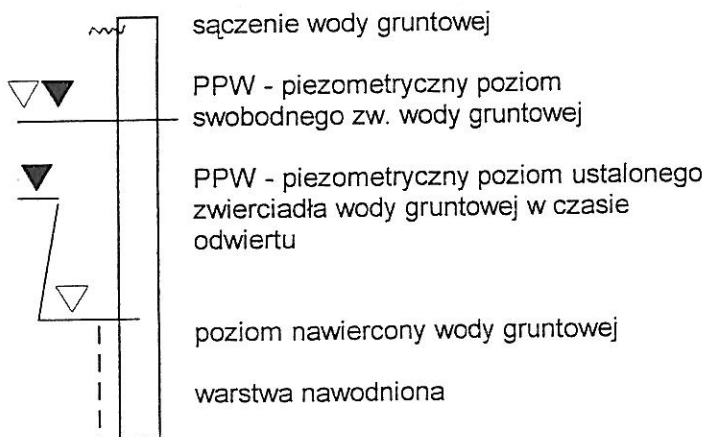 sączenie wody gruntowej
PPW - piezometryczny poziom
swobodnego zw. wody gruntowej
PPW - piezometryczny poziom ustalonego
zwierciadła wody gruntowej w czasie
odwiertu
poziom nawiercony wody gruntowej
warstwa nawodniona